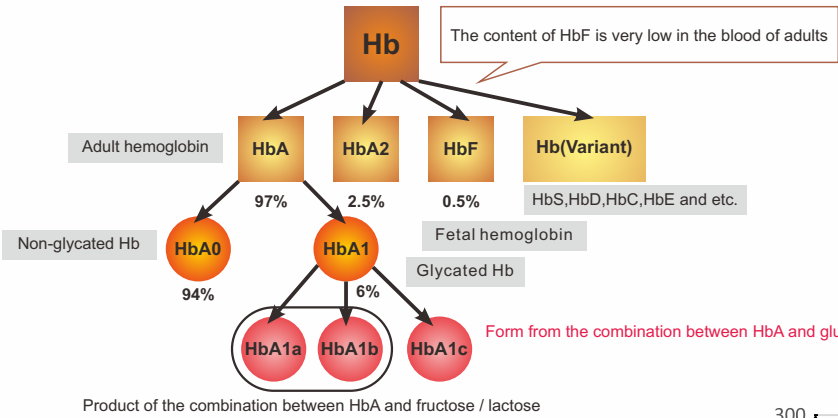 Hb
The content of HbF is very low in the blood of adults
Adult hemoglobin
HbA
HbA2
HbF
Hb(Variant)
97%
2.5%
0.5%
HbS,HbD,HbC,HbE and etc.
Non-glycated Hb
HbA0
HbA1
Fetal hemoglobin
Glycated Hb
94%
6%
HbA1a
HbA1b
HbA1c
Form from the combination between HbA and glu
Product of the combination between HbA and fructose / lactose
300